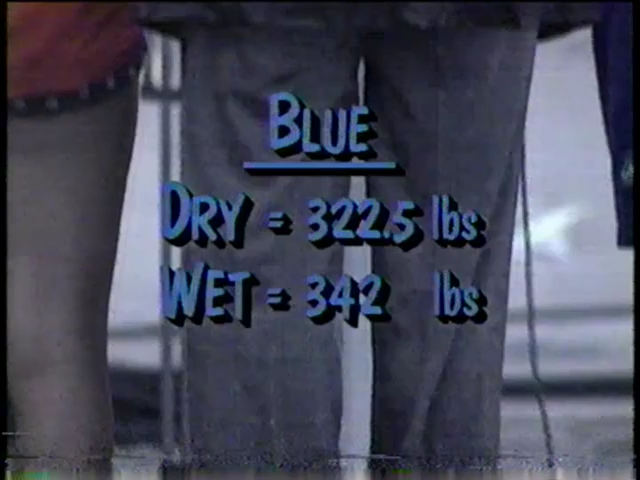 BLUE
DRY = 322.5 lbs.
WET = 342 lbs.